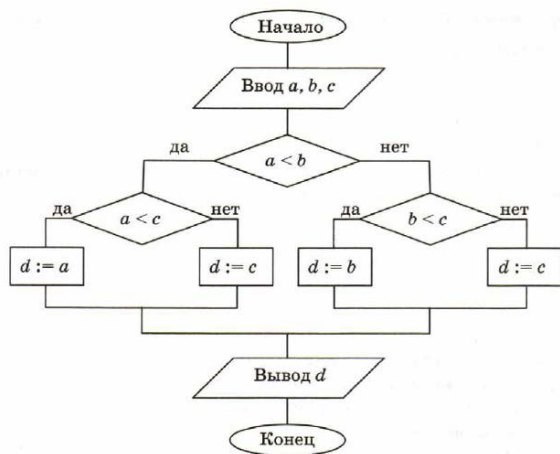 Начало
Ввод a, b, c
да
a < b
нет
да
a < c
нет
да
b < c
нет
d := a
d := c
d := b
d := c
Вывод d
Конец